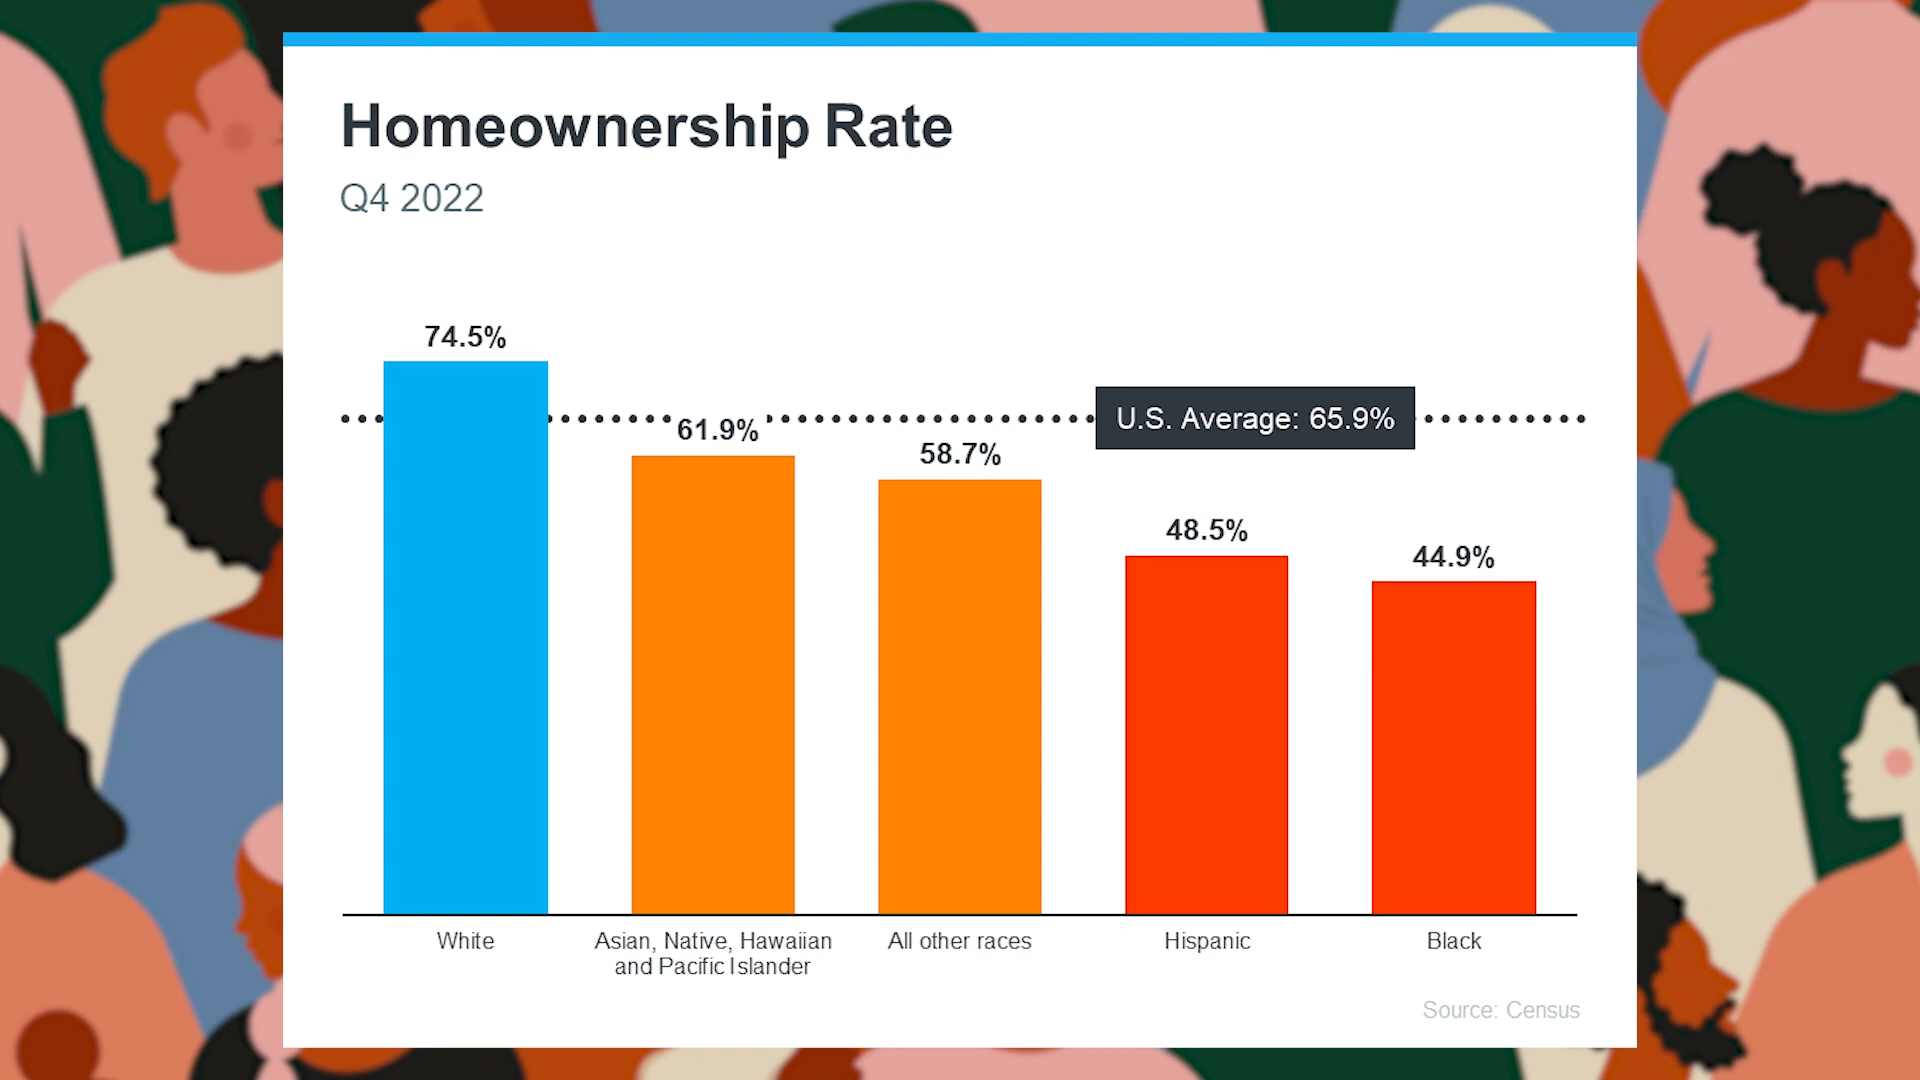 Homeownership Rate
Q4 2022
74.5%
U.S. Average: 65.9%
61.9%
58.7%
48.5%
44.9%
White
Asian, Native, Hawaiian
and Pacific Islander
All other races
Hispanic
Black
Source: Census